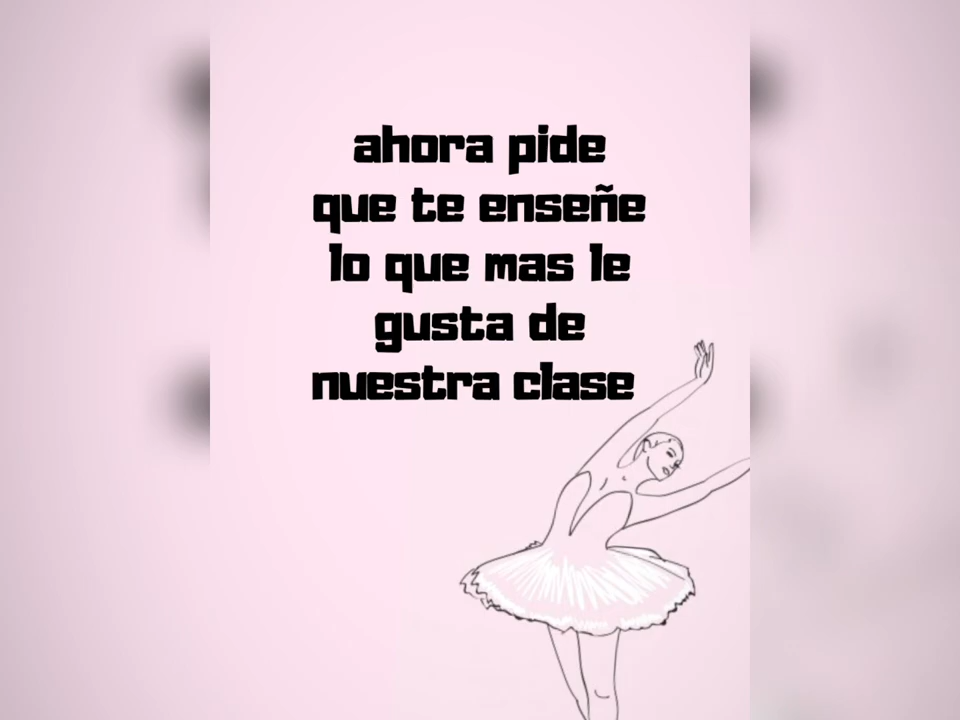 ahora pide
que te enseñe
lo que mas le
gusta de
nuestra clase